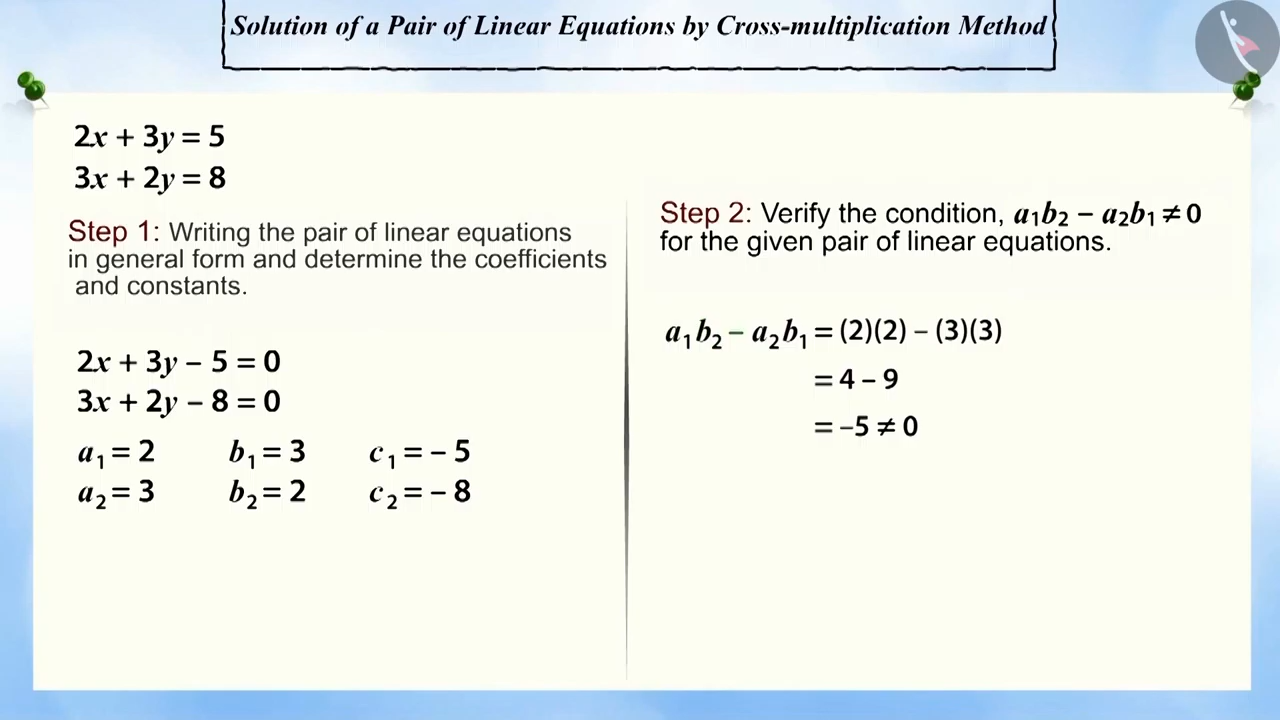 Solution of a Pair of Linear Equations by Cross-multiplication Method
2x + 3y = 5
3x + 2y = 8
Step 1: Writing the pair of linear equations
in general form and determine the coefficients
and constants.
2x + 3y – 5 = 0
3x + 2y – 8 = 0
a₁ = 2 b₁ = 3 c₁ = – 5
a₂ = 3 b₂ = 2 c₂ = – 8
Step 2: Verify the condition, a₁b₂ – a₂b₁ ≠ 0
for the given pair of linear equations.
a₁b₂ – a₂b₁ = (2)(2) – (3)(3)
= 4 – 9
= –5 ≠ 0